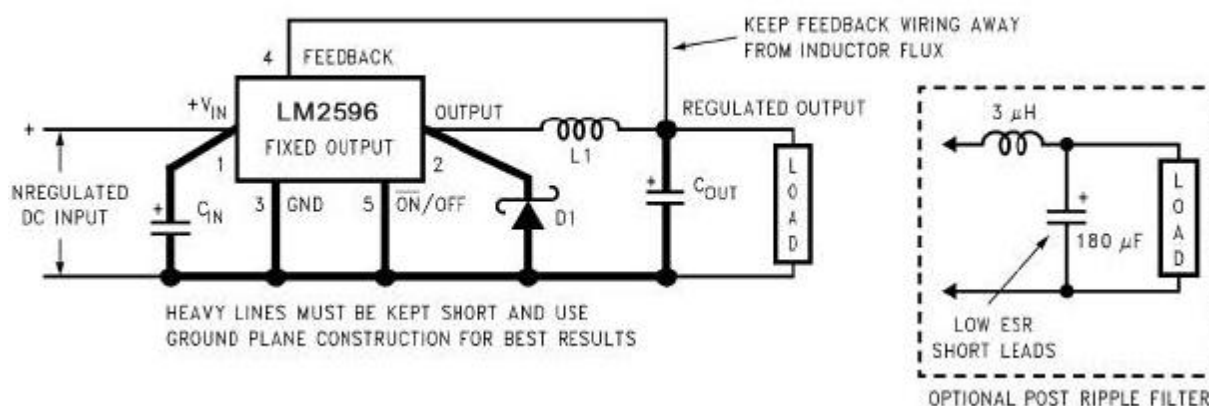 KEEP FEEDBACK WIRING AWAY
FROM INDUCTOR FLUX
4 FEEDBACK
+VIN
LM2596
FIXED OUTPUT
OUTPUT
REGULATED OUTPUT
+
1
2
L1
NREGULATED
DC INPUT
+
CIN
3 GND
5 ON/OFF
D1
+
COUT
LOAD
HEAVY LINES MUST BE KEPT SHORT AND USE
GROUND PLANE CONSTRUCTION FOR BEST RESULTS
3 μH
+
180 μF
LOAD
LOW ESR
SHORT LEADS
OPTIONAL POST RIPPLE FILTER